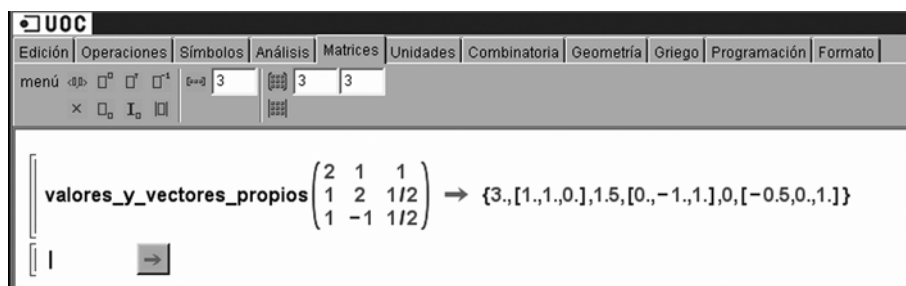 UOC
Edición Operaciones Símbolos Análisis Matrices Unidades Combinatoria Geometría Griego Programación Formato
menú 3 3 3
valores_y_vectores_propios
2 1 1
1 2 1/2
1 -1 1/2
→ {3.,[1.,1.,0.],1.5,[0.,-1.,1.],0,[-0.5,0.,1.]}